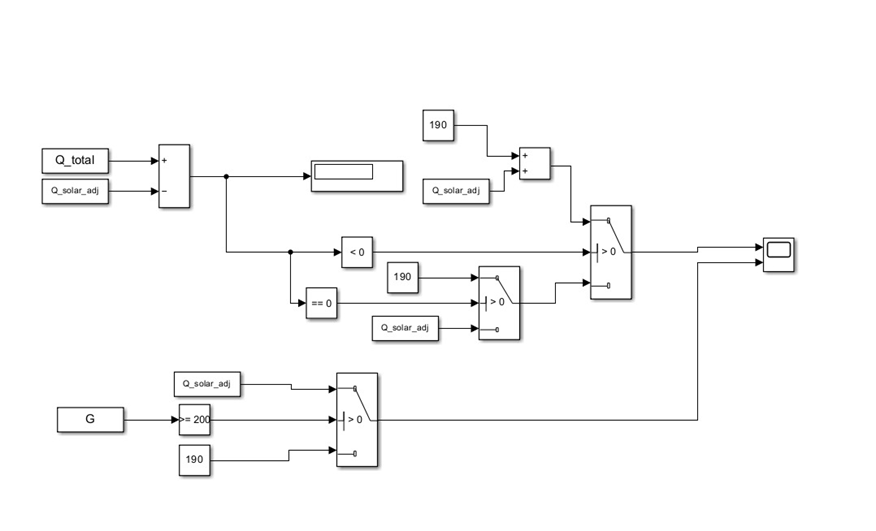 190
Q_total
+
−
+
+
Q_solar_adj
Q_solar_adj
< 0
> 0
190
== 0
> 0
Q_solar_adj
Q_solar_adj
G
>= 200
> 0
190